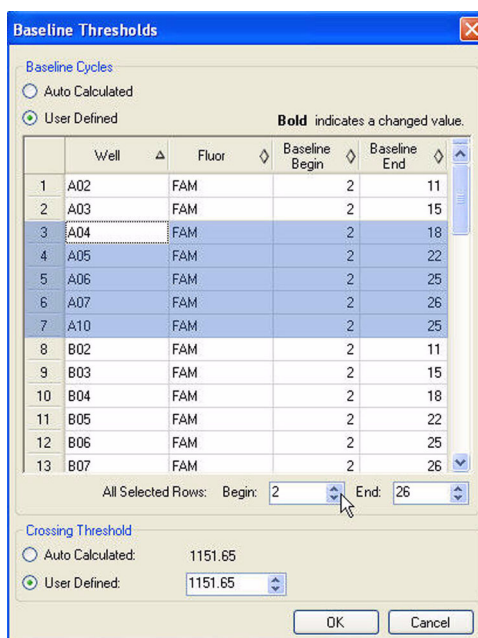 Baseline Thresholds
Baseline Cycles
Auto Calculated
User Defined
Bold indicates a changed value.
Well Fluor Baseline Begin Baseline End
1 A02 FAM 2 11
2 A03 FAM 2 15
3 A04 FAM 2 18
4 A05 FAM 2 22
5 A06 FAM 2 25
6 A07 FAM 2 26
7 A10 FAM 2 25
8 B02 FAM 2 11
9 B03 FAM 2 15
10 B04 FAM 2 18
11 B05 FAM 2 22
12 B06 FAM 2 25
13 B07 FAM 2 26
All Selected Rows: Begin: 2 End: 26
Crossing Threshold
Auto Calculated: 1151.65
User Defined: 1151.65
OK Cancel